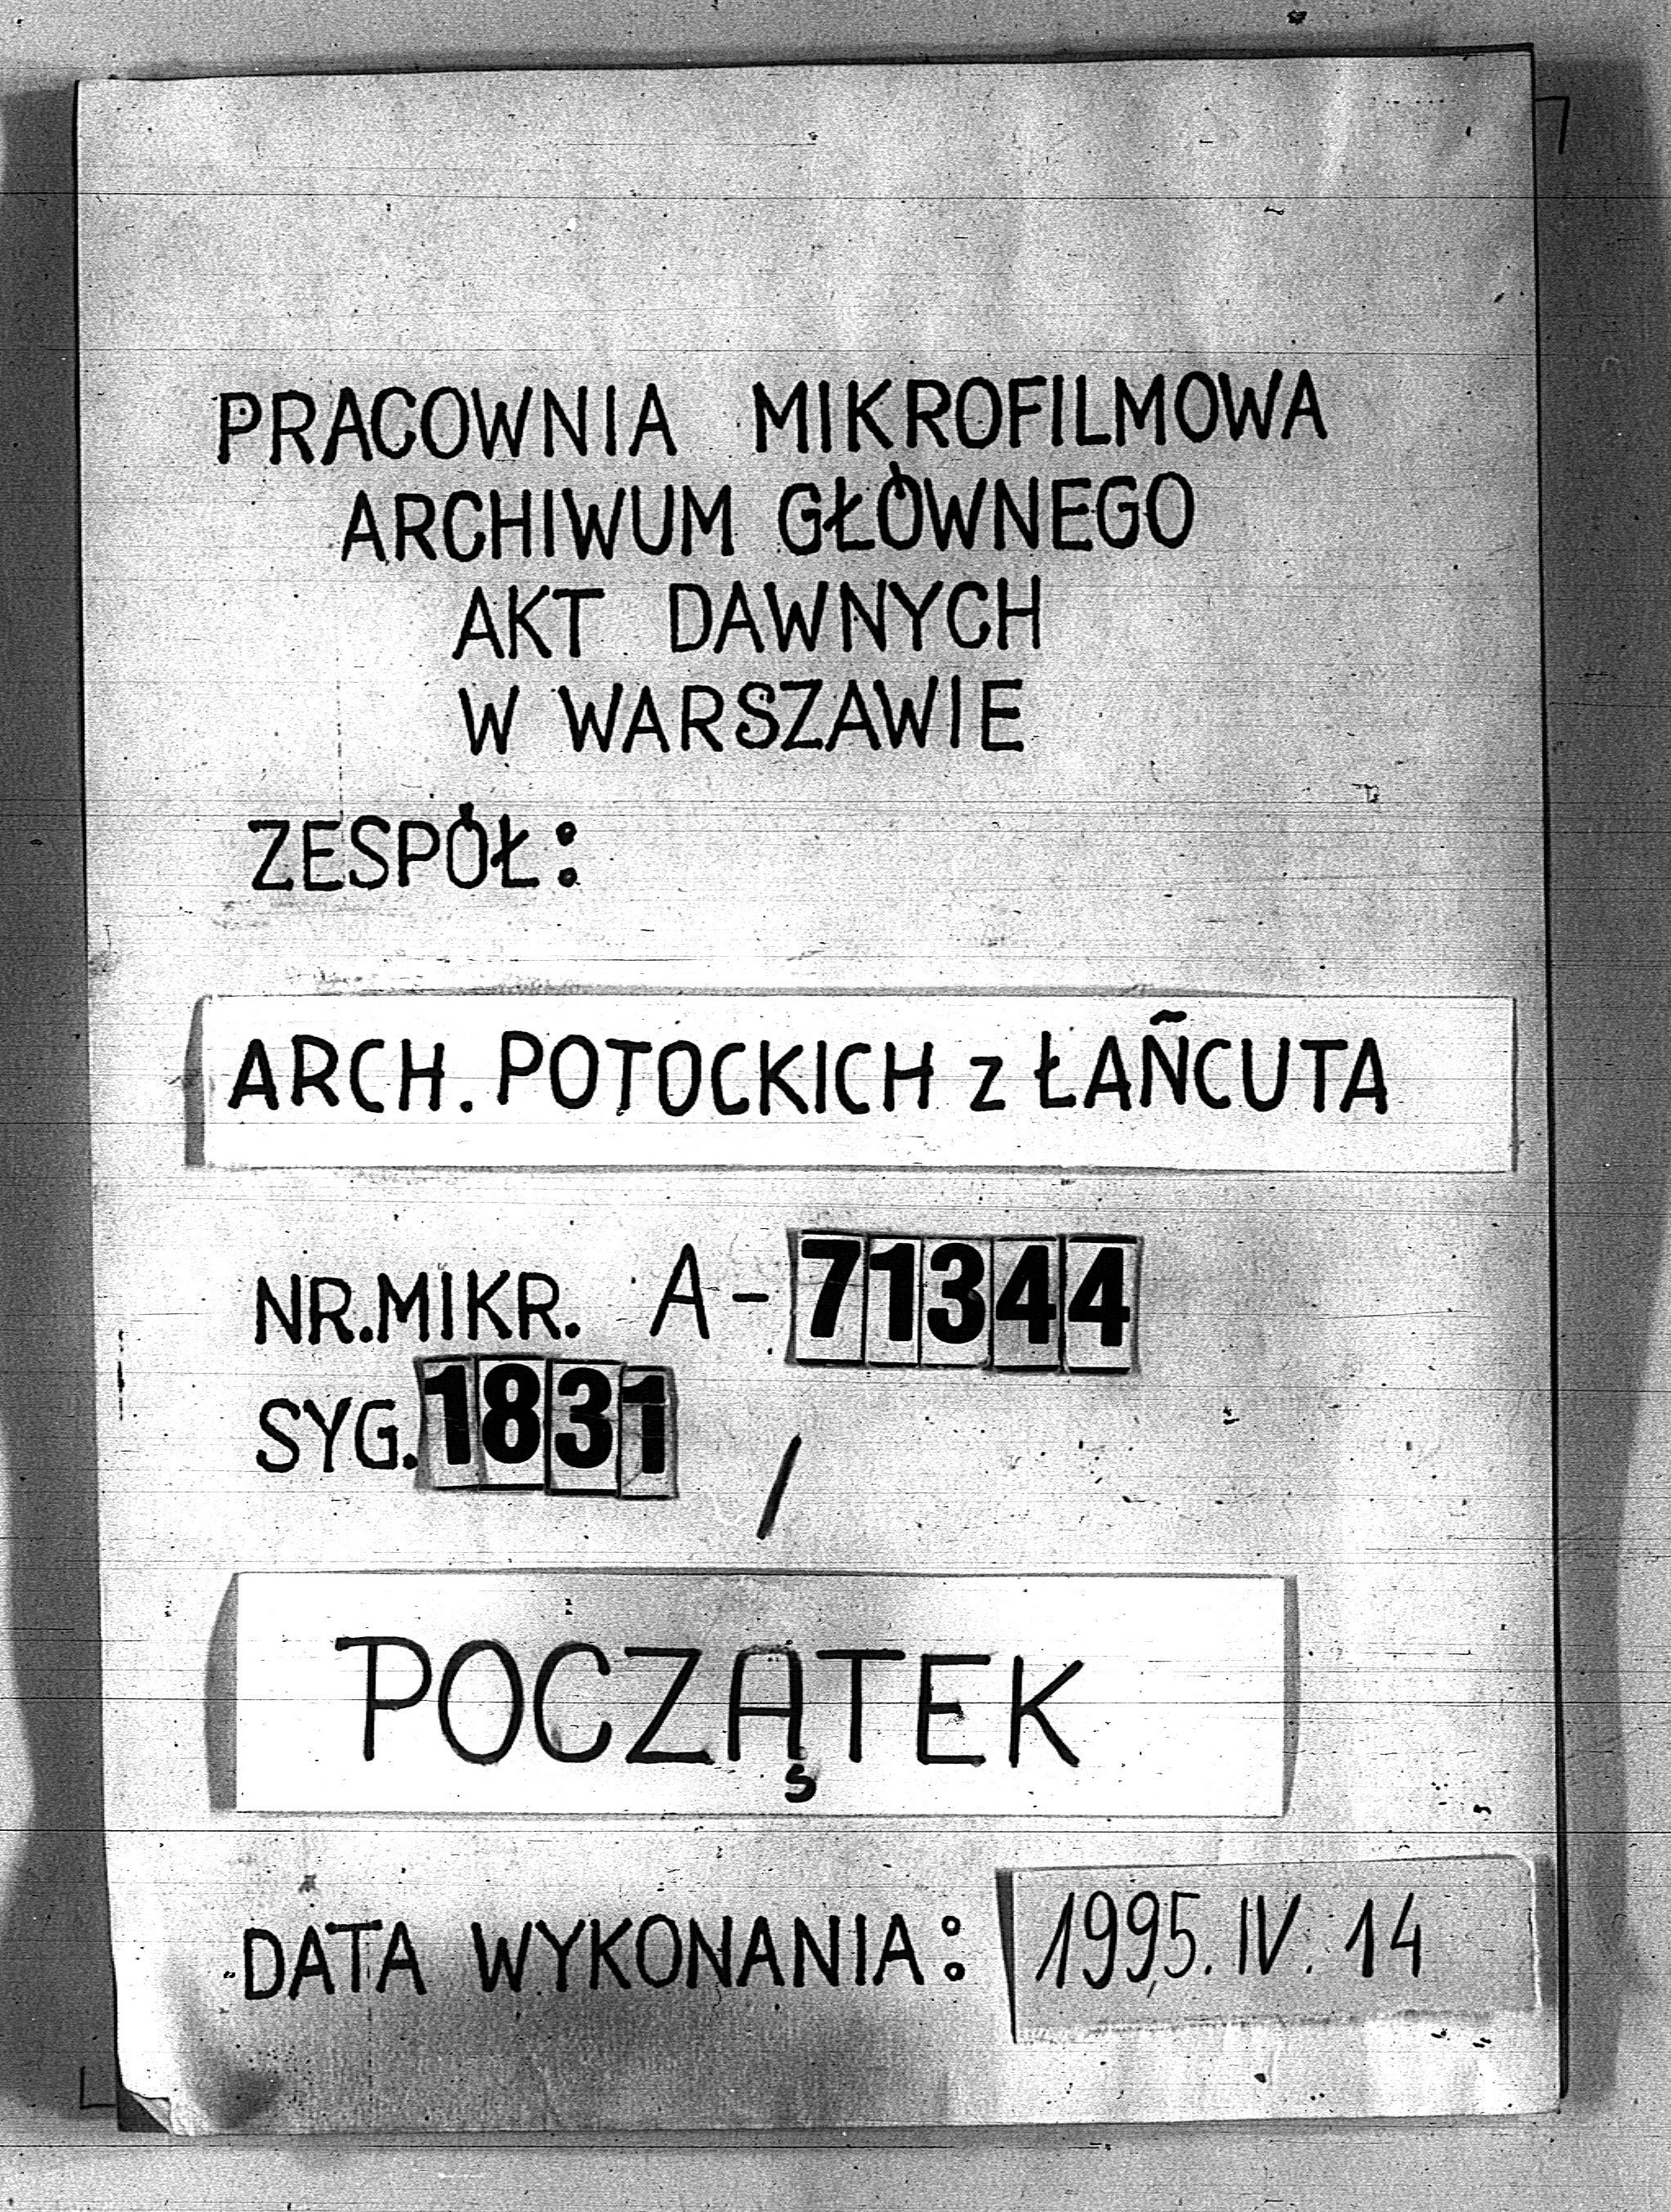 PRACOWNIA MIKROFILMOWA
ARCHIWUM GŁÓWNEGO
AKT DAWNYCH
W WARSZAWIE
ZESPÓŁ:
ARCH. POTOCKICH z ŁAŃCUTA
NR.MIKR. A-71344
SYG. 1831 /
POCZĄTEK
DATA WYKONANIA: 1995. IV. 14